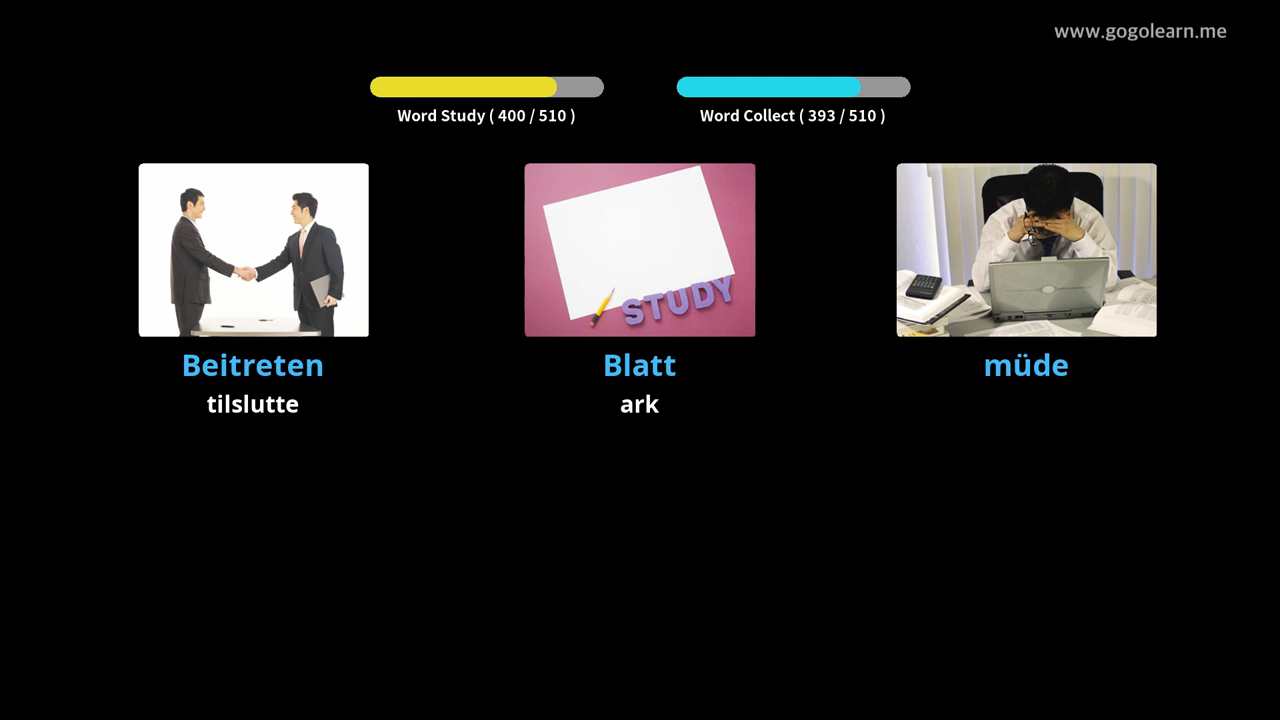 www.gogolearn.me
Word Study ( 400 / 510 )
Word Collect ( 393 / 510 )
STUDY
Beitreten
Blatt
müde
tilslutte
ark